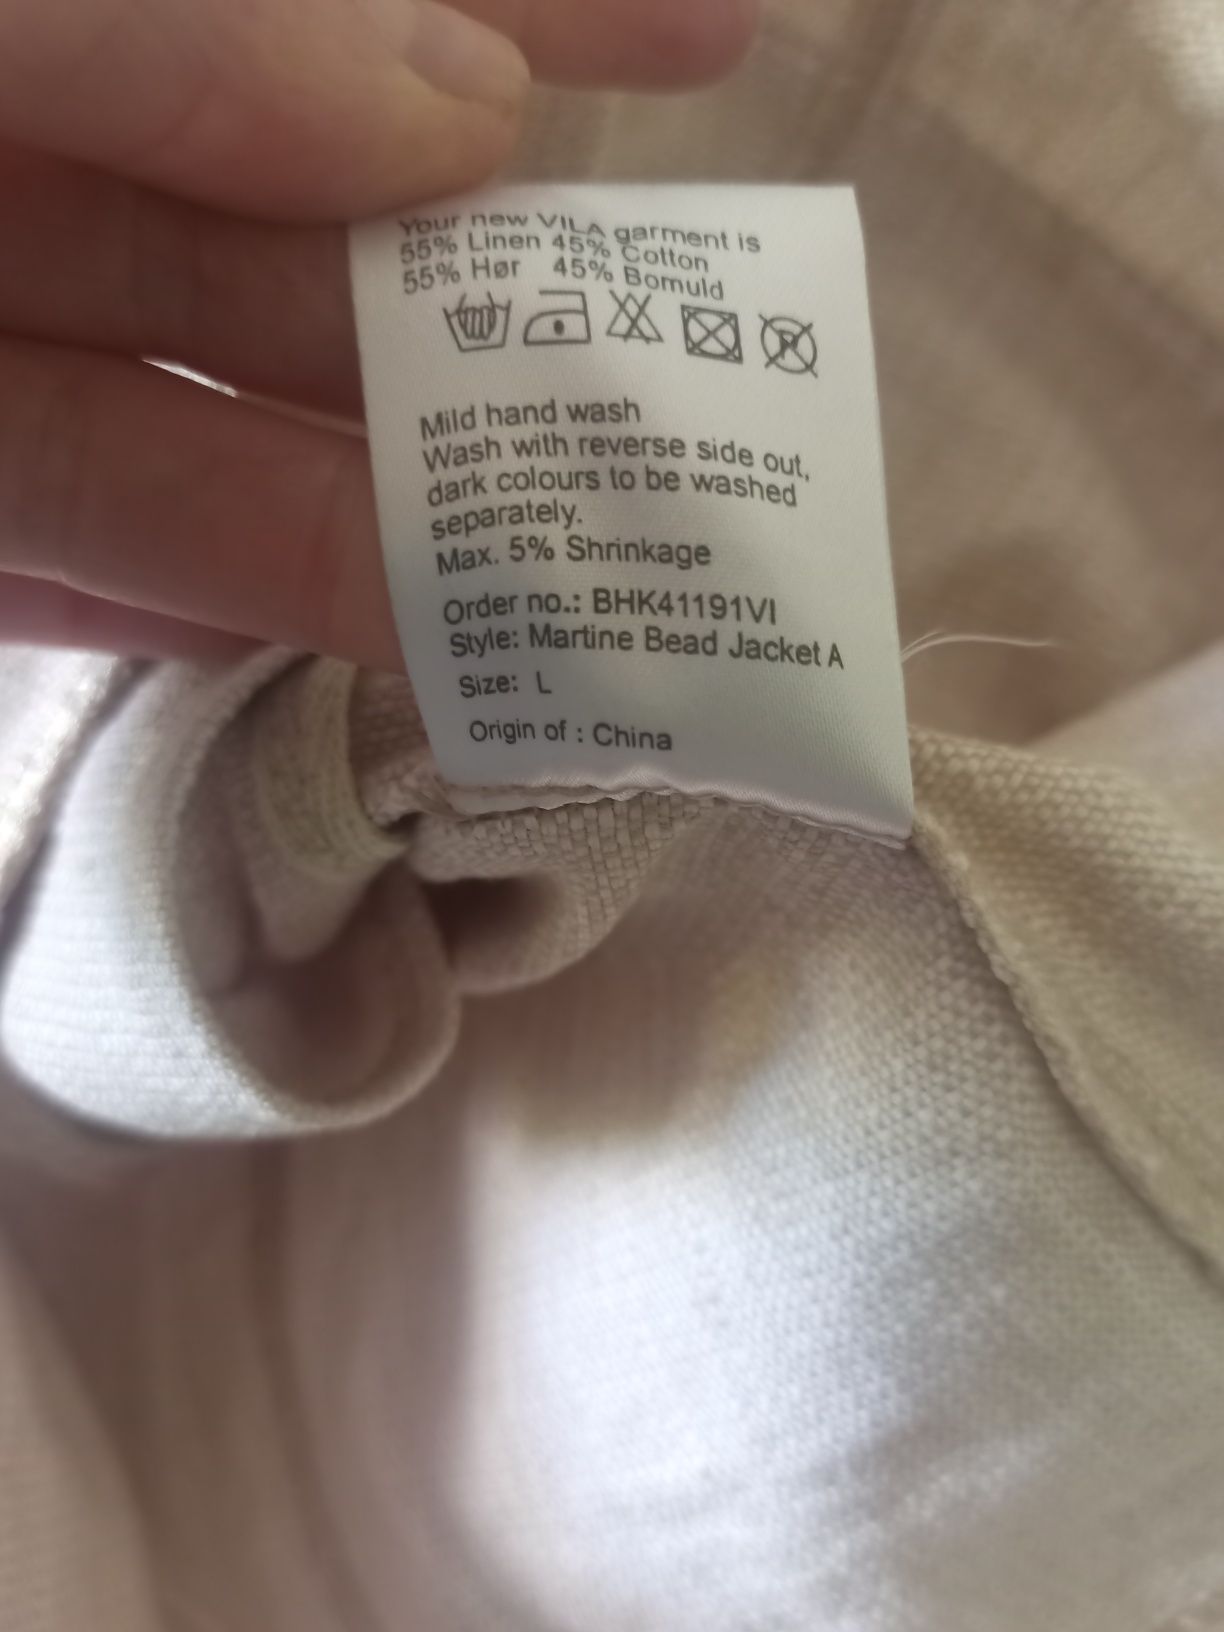 Your new VILA garment is
55% Linen 45% Cotton
55% Hør 45% Bomuld
P
Mild hand wash
Wash with reverse side out,
dark colours to be washed
separately.
Max. 5% Shrinkage
Order no.: BHK41191VI
Style: Martine Bead Jacket A
Size: L
Origin of : China